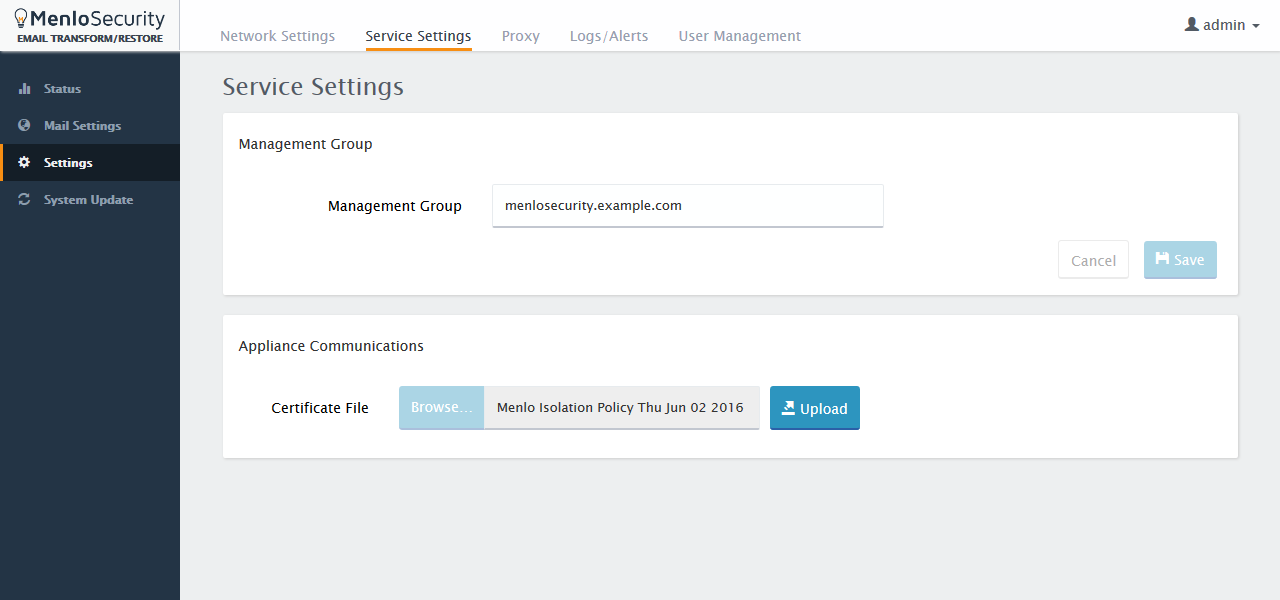 MenloSecurity
EMAIL TRANSFORM/RESTORE
Network Settings
Service Settings
Proxy
Logs/Alerts
User Management
admin
Status
Mail Settings
Settings
System Update
Service Settings
Management Group
Management Group
menlosecurity.example.com
Cancel
Save
Appliance Communications
Certificate File
Browse...
Menlo Isolation Policy Thu Jun 02 2016
Upload